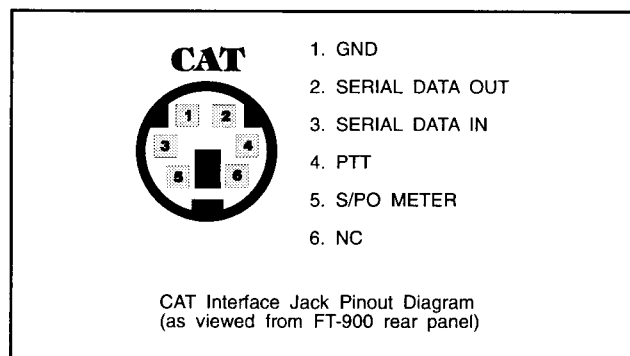 CAT
1. GND
2. SERIAL DATA OUT
3. SERIAL DATA IN
4. PTT
5. S/PO METER
6. NC
1 2
3 4
5 6
CAT Interface Jack Pinout Diagram
(as viewed from FT-900 rear panel)